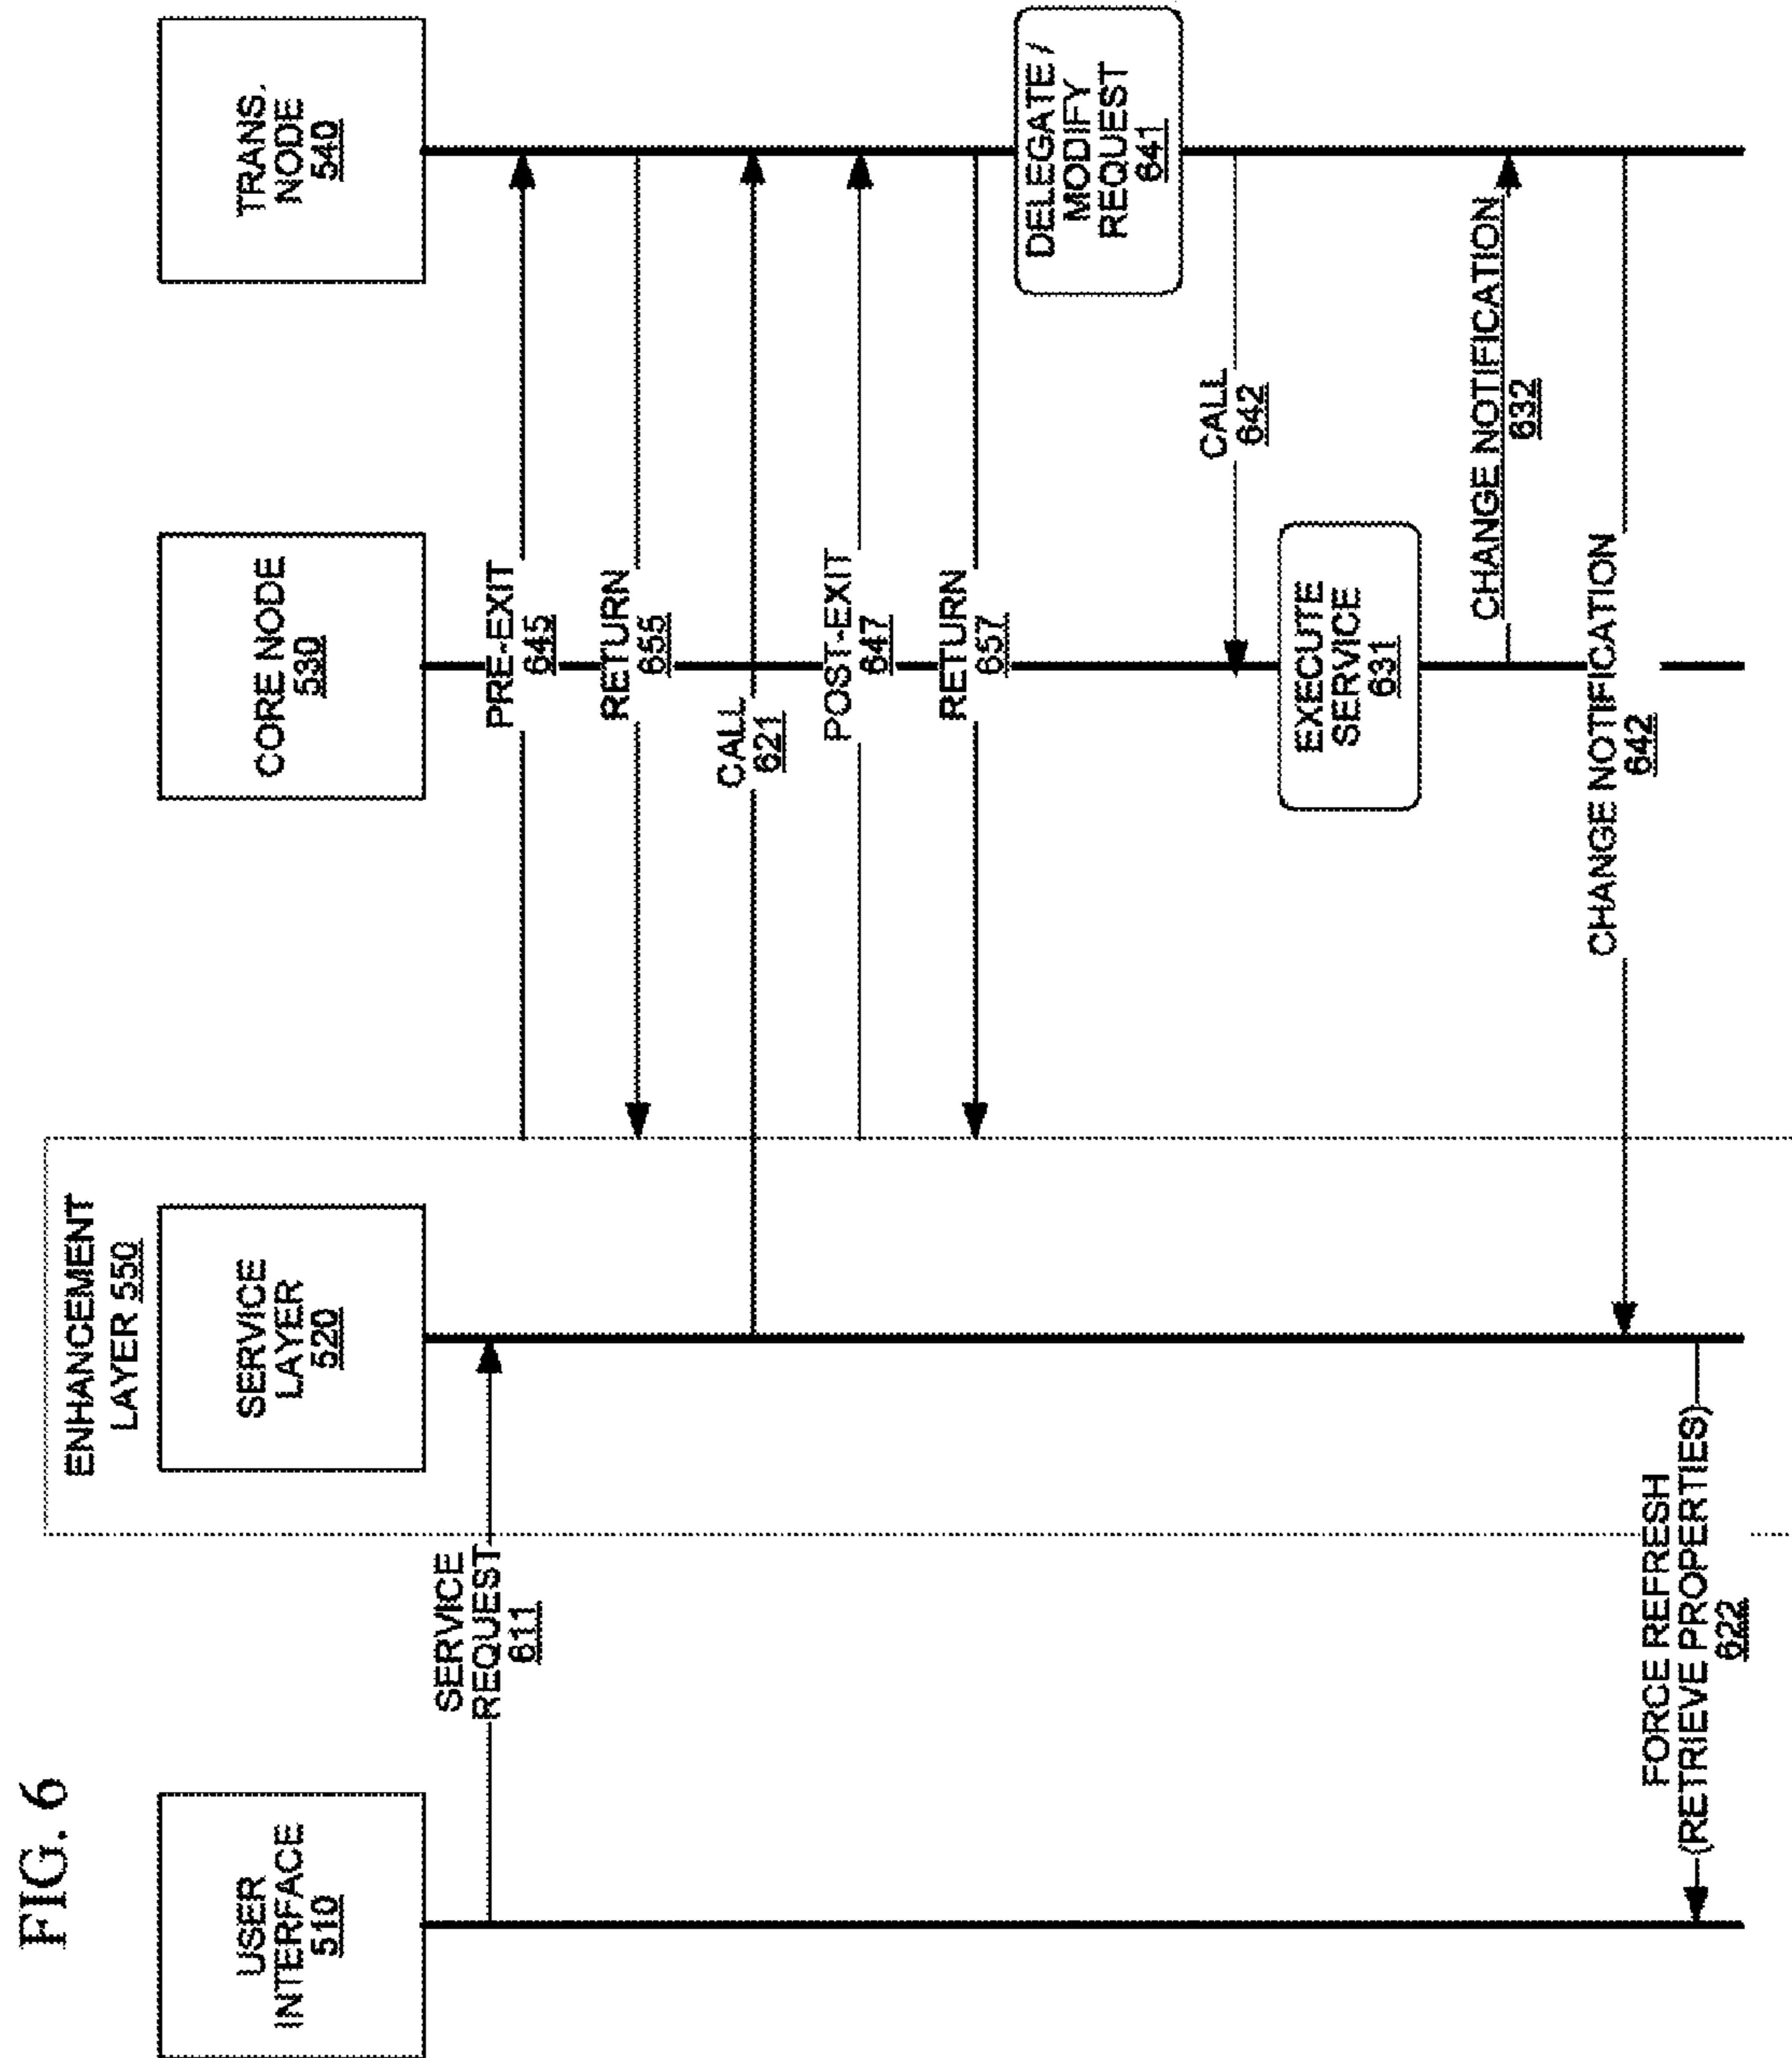 FIG. 6
ENHANCEMENT
LAYER 550
USER
INTERFACE
510
SERVICE
LAYER
520
CORE NODE
530
TRANS.
NODE
540
SERVICE
REQUEST
611
PRE-EXIT
645
RETURN
655
CALL
621
POST-EXIT
647
RETURN
657
DELEGATE /
MODIFY
REQUEST
641
CALL
642
EXECUTE
SERVICE
631
CHANGE NOTIFICATION
632
CHANGE NOTIFICATION
642
FORCE REFRESH
(RETRIEVE PROPERTIES)
622